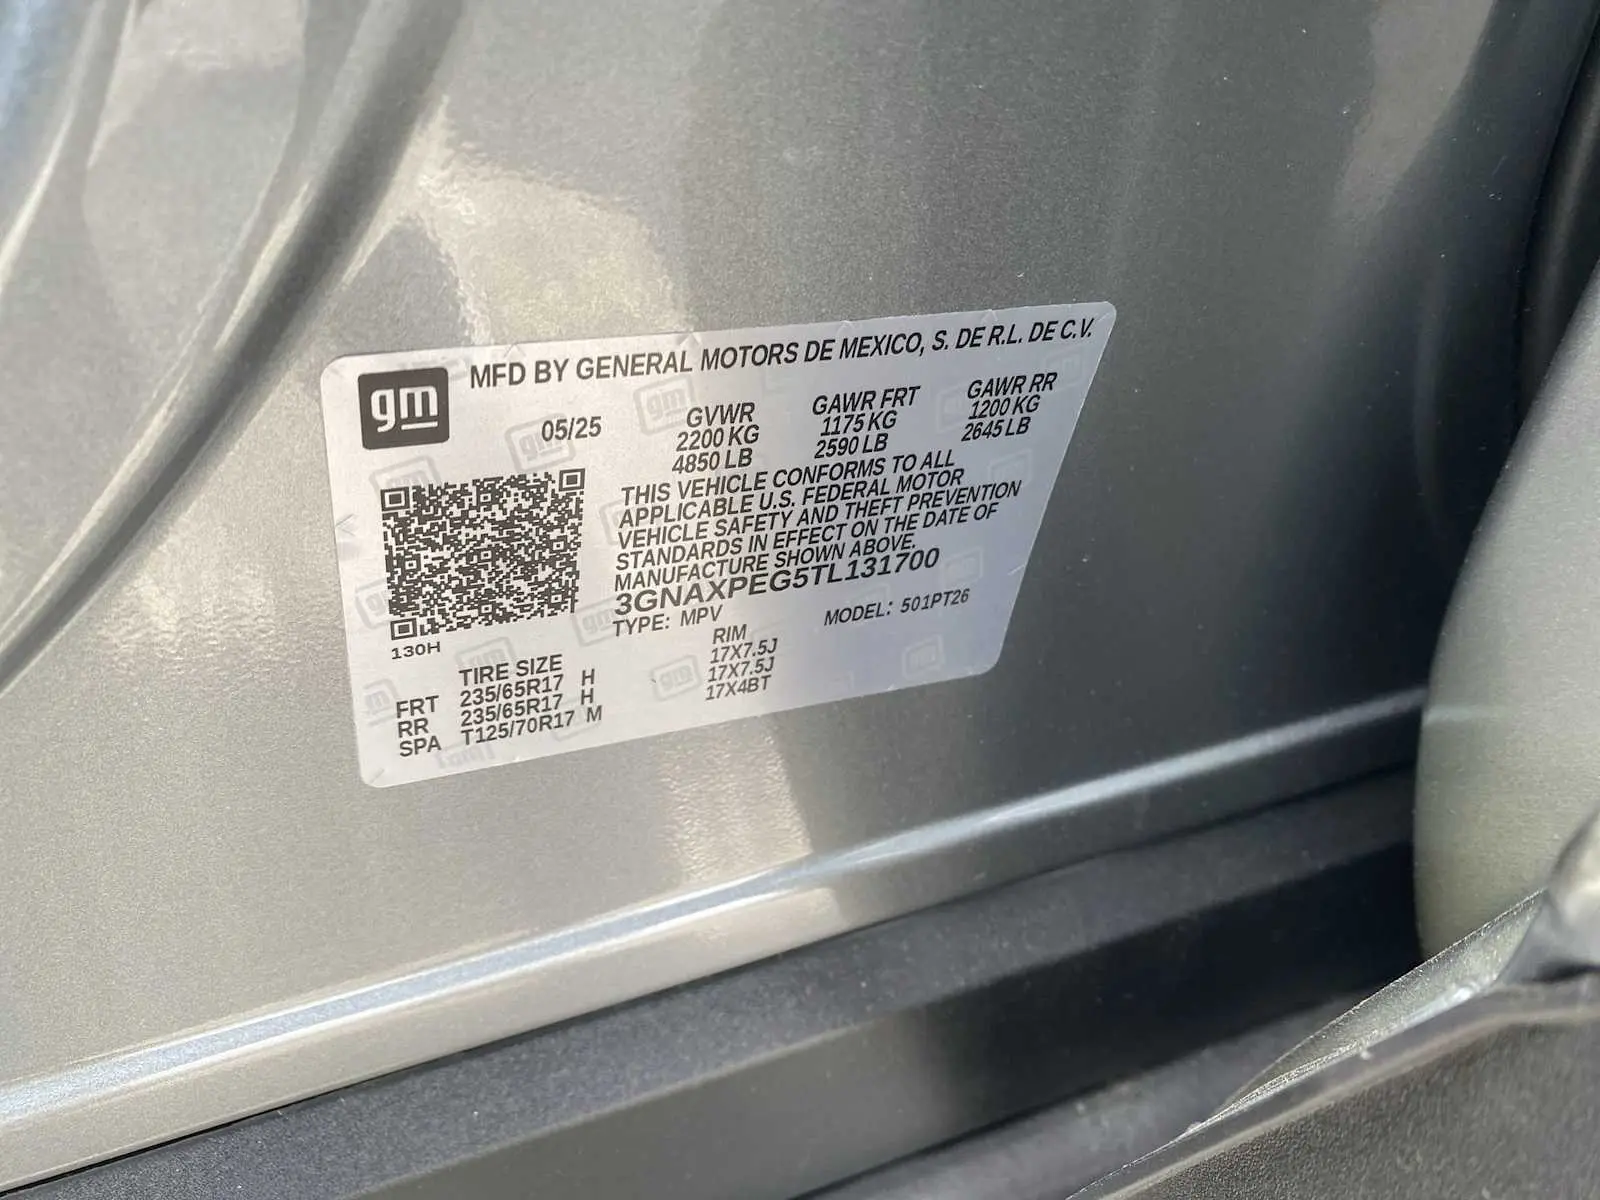 MFD BY GENERAL MOTORS DE MEXICO, S. DE R.L. DE C.V.
gm
05/25
GVWR GAWR FRT GAWR RR
2200 KG 1175 KG 1200 KG
4850 LB 2590 LB 2645 LB
THIS VEHICLE CONFORMS TO ALL
APPLICABLE U.S. FEDERAL MOTOR
VEHICLE SAFETY AND THEFT PREVENTION
STANDARDS IN EFFECT ON THE DATE OF
MANUFACTURE SHOWN ABOVE.
3GNAXPEG5TL131700
TYPE: MPV MODEL: 501PT26
130H
TIRE SIZE RIM
FRT 235/65R17 H 17X7.5J
RR 235/65R17 H 17X7.5J
SPA T125/70R17 M 17X4BT